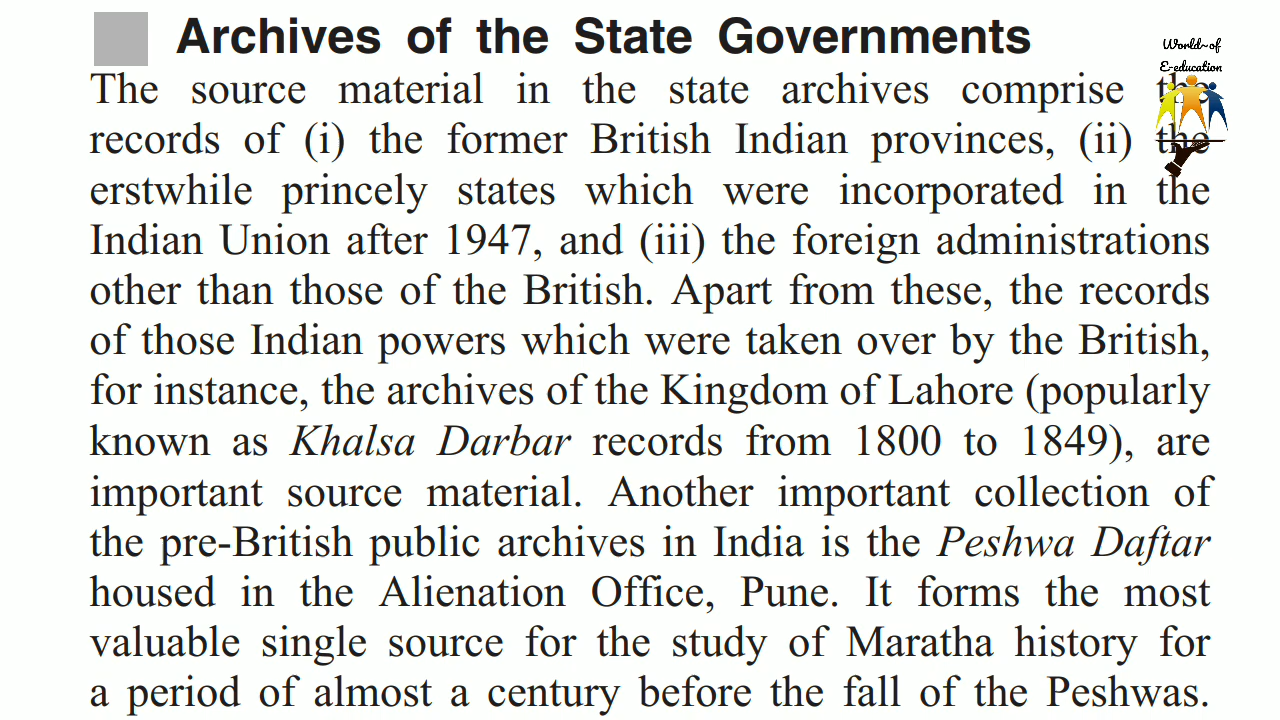 Archives of the State Governments
World~of
E-education
The source material in the state archives comprise the
records of (i) the former British Indian provinces, (ii) the
erstwhile princely states which were incorporated in the
Indian Union after 1947, and (iii) the foreign administrations
other than those of the British. Apart from these, the records
of those Indian powers which were taken over by the British,
for instance, the archives of the Kingdom of Lahore (popularly
known as Khalsa Darbar records from 1800 to 1849), are
important source material. Another important collection of
the pre-British public archives in India is the Peshwa Daftar
housed in the Alienation Office, Pune. It forms the most
valuable single source for the study of Maratha history for
a period of almost a century before the fall of the Peshwas.